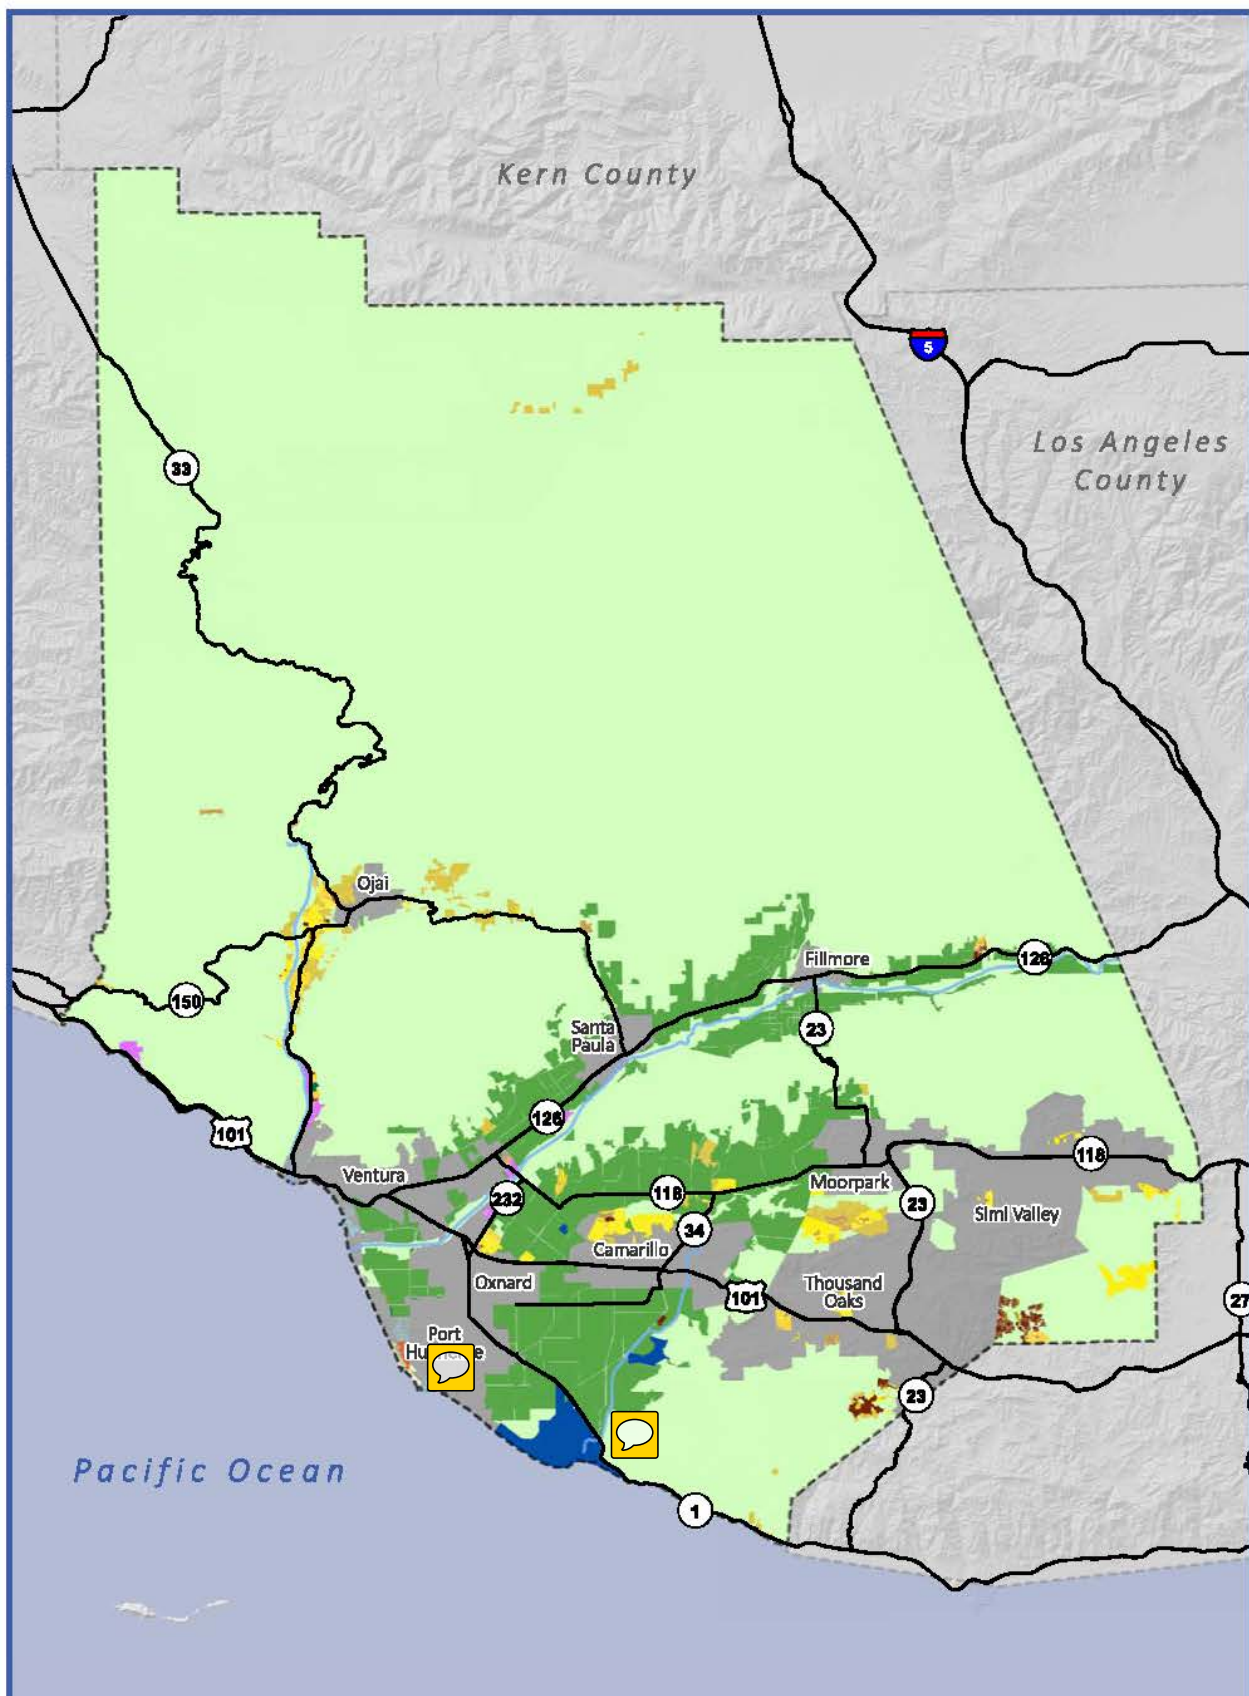 Kern County
5
Los Angeles
County
33
Ojai
Fillmore
126
150
Santa
Paula
23
126
101
Ventura
118
Moorpark
232
118
23
Simi Valley
34
Camarillo
Oxnard
Thousand
Oaks
101
27
Port
23
Pacific Ocean
1